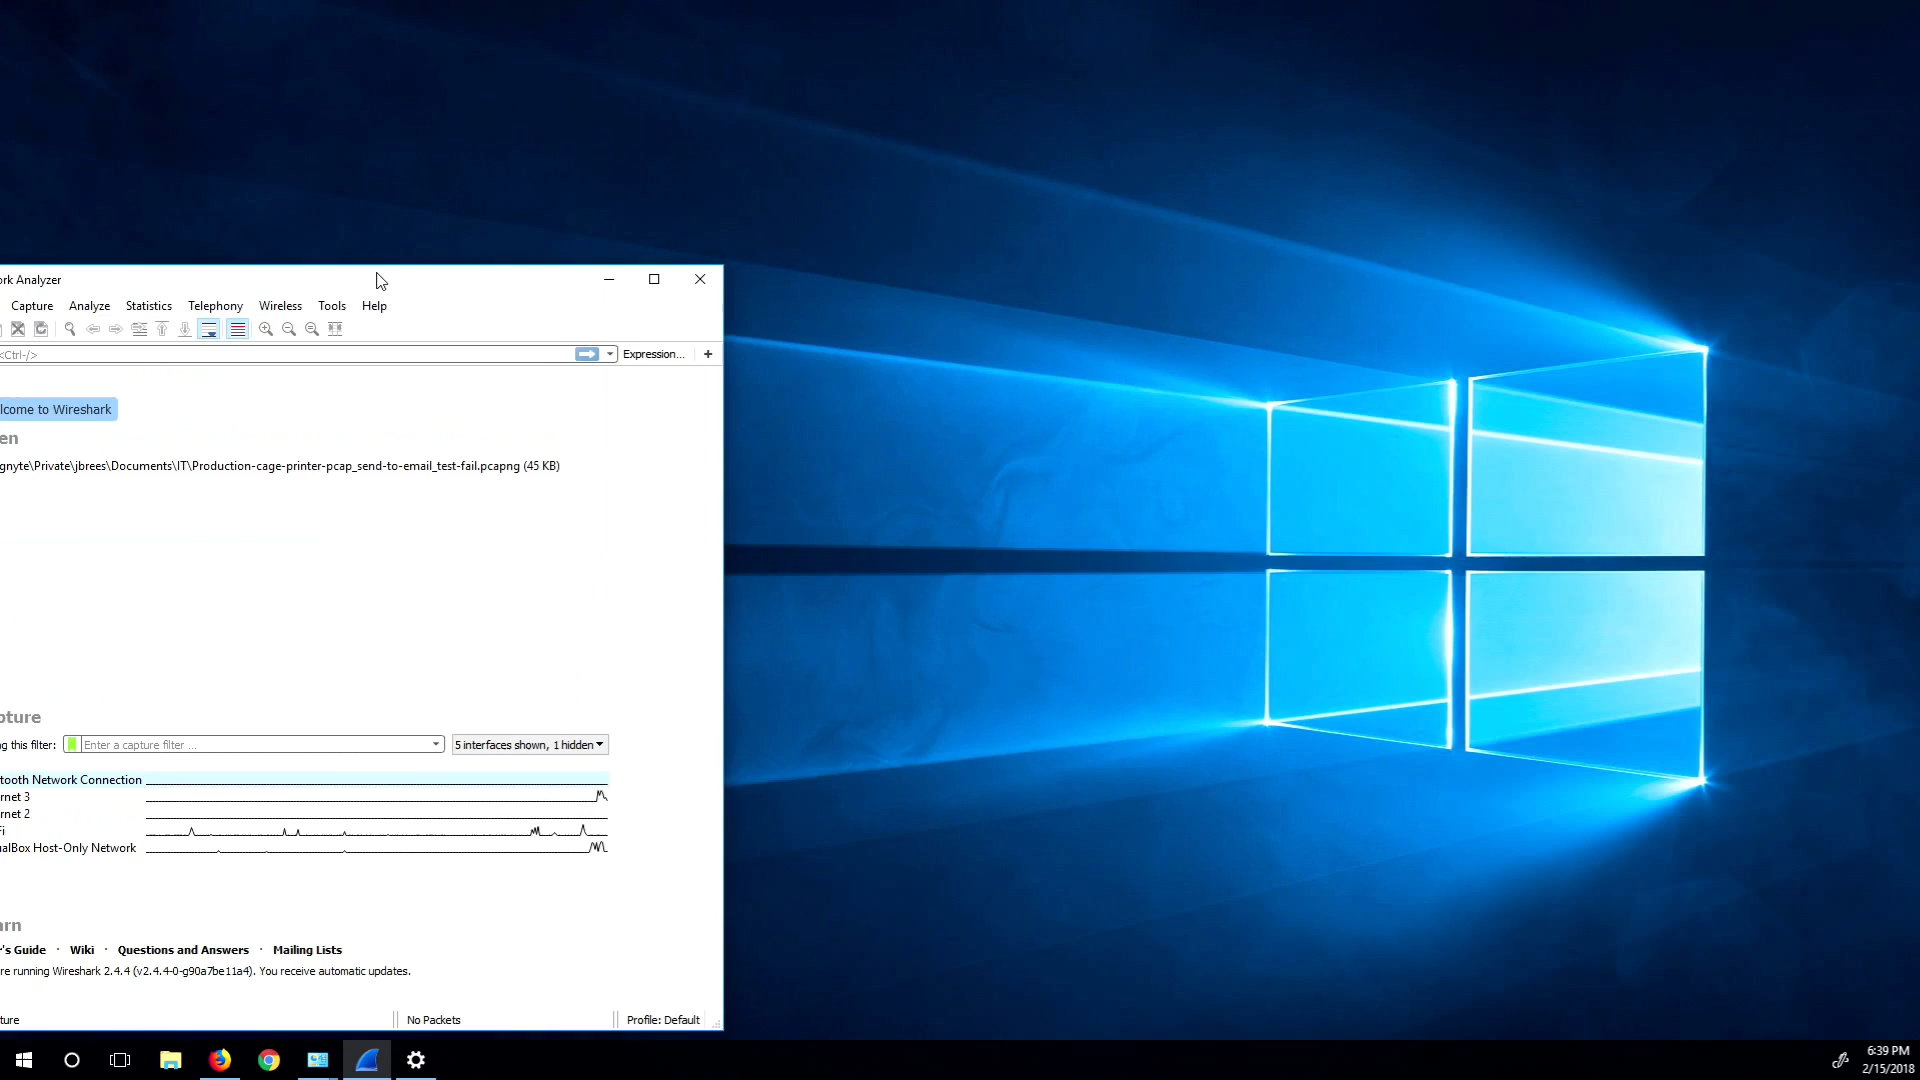 ork Analyzer
Capture Analyze Statistics Telephony Wireless Tools Help
<Ctrl-/> Expression... +
lcome to Wireshark
en
gnyte\Private\jbrees\Documents\IT\Production-cage-printer-pcap_send-to-email_test-fail.pcapng (45 KB)
pture
g this filter: Enter a capture filter ... 5 interfaces shown, 1 hidden
tooth Network Connection
rnet 3
rnet 2
Fi
ualBox Host-Only Network
arn
r's Guide · Wiki · Questions and Answers · Mailing Lists
re running Wireshark 2.4.4 (v2.4.4-0-g90a7be11a4). You receive automatic updates.
ture No Packets Profile: Default
6:39 PM
2/15/2018